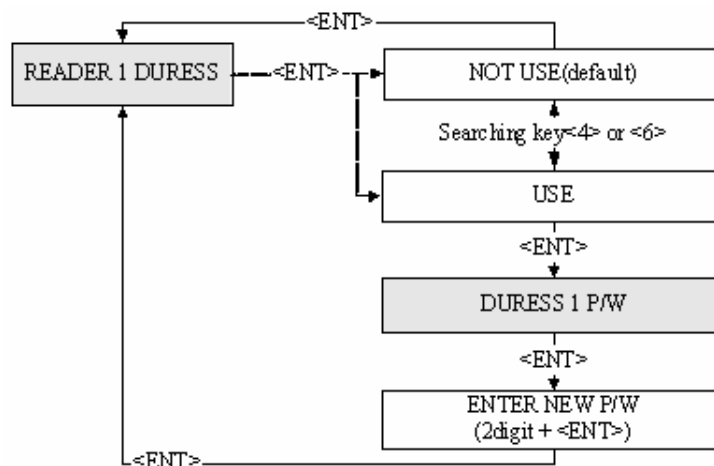 <ENT>
READER 1 DURESS
<ENT>
NOT USE(default)
Searching key<4> or <6>
USE
<ENT>
DURESS 1 P/W
<ENT>
ENTER NEW P/W
(2digit + <ENT>)
<ENT>